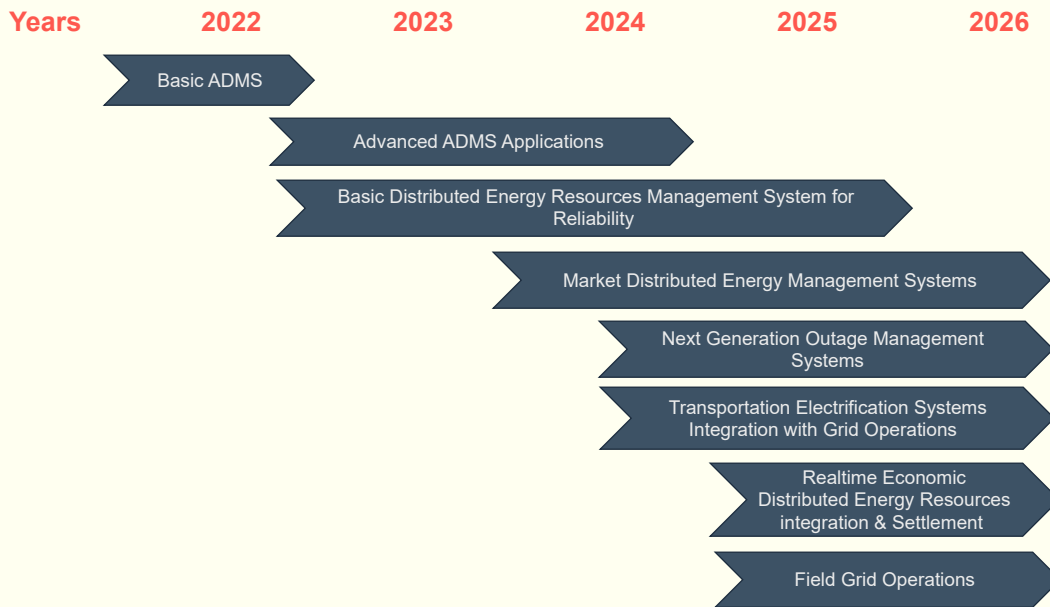 Years 2022 2023 2024 2025 2026
Basic ADMS
Advanced ADMS Applications
Basic Distributed Energy Resources Management System for
Reliability
Market Distributed Energy Management Systems
Next Generation Outage Management
Systems
Transportation Electrification Systems
Integration with Grid Operations
Realtime Economic
Distributed Energy Resources
integration & Settlement
Field Grid Operations